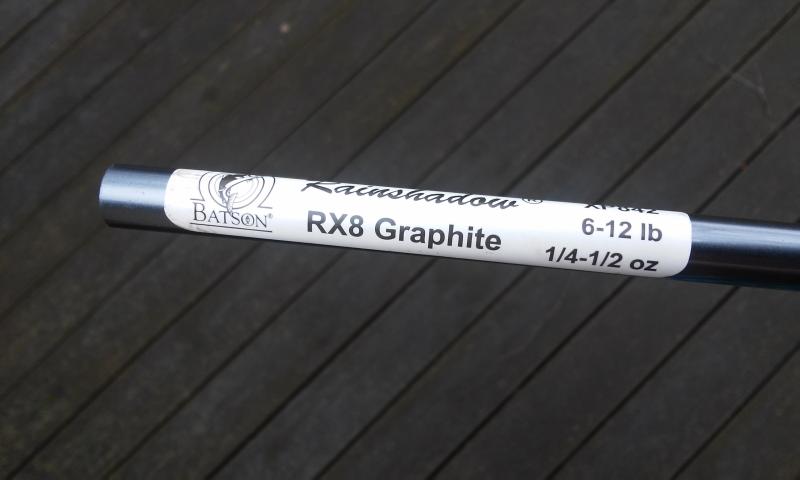 BATSON®
Rainshadow®
RX8 Graphite
6-12 lb
1/4-1/2 oz